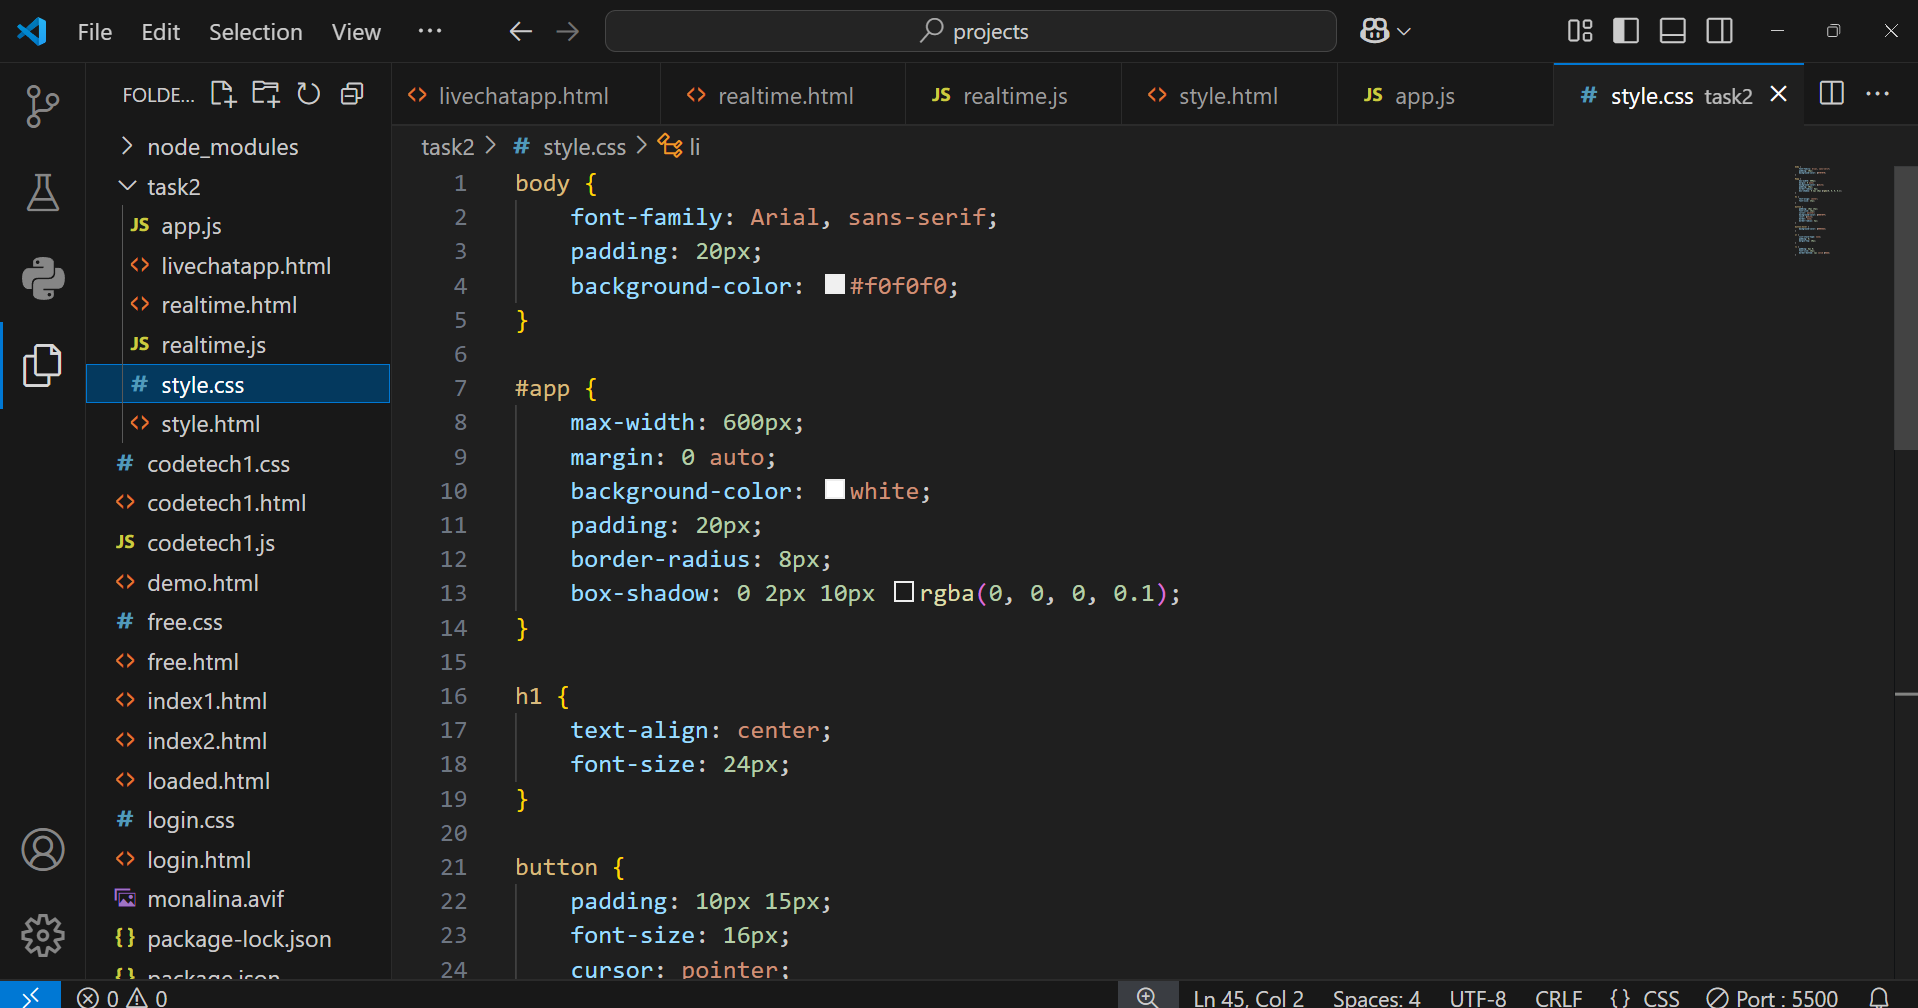 File Edit Selection View ··· projects
FOLDE...
node_modules
task2
JS app.js
<> livechatapp.html
<> realtime.html
JS realtime.js
# style.css
<> style.html
# codetech1.css
<> codetech1.html
JS codetech1.js
<> demo.html
# free.css
<> free.html
<> index1.html
<> index2.html
<> loaded.html
# login.css
<> login.html
monalina.avif
{} package-lock.json
{} package.json
<> livechatapp.html <> realtime.html JS realtime.js <> style.html JS app.js # style.css task2
task2 > # style.css > li
1 body {
2     font-family: Arial, sans-serif;
3     padding: 20px;
4     background-color: #f0f0f0;
5 }
6
7 #app {
8     max-width: 600px;
9     margin: 0 auto;
10     background-color: white;
11     padding: 20px;
12     border-radius: 8px;
13     box-shadow: 0 2px 10px rgba(0, 0, 0, 0.1);
14 }
15
16 h1 {
17     text-align: center;
18     font-size: 24px;
19 }
20
21 button {
22     padding: 10px 15px;
23     font-size: 16px;
24     cursor: pointer;
0 0 Ln 45, Col 2 Spaces: 4 UTF-8 CRLF {} CSS Port : 5500